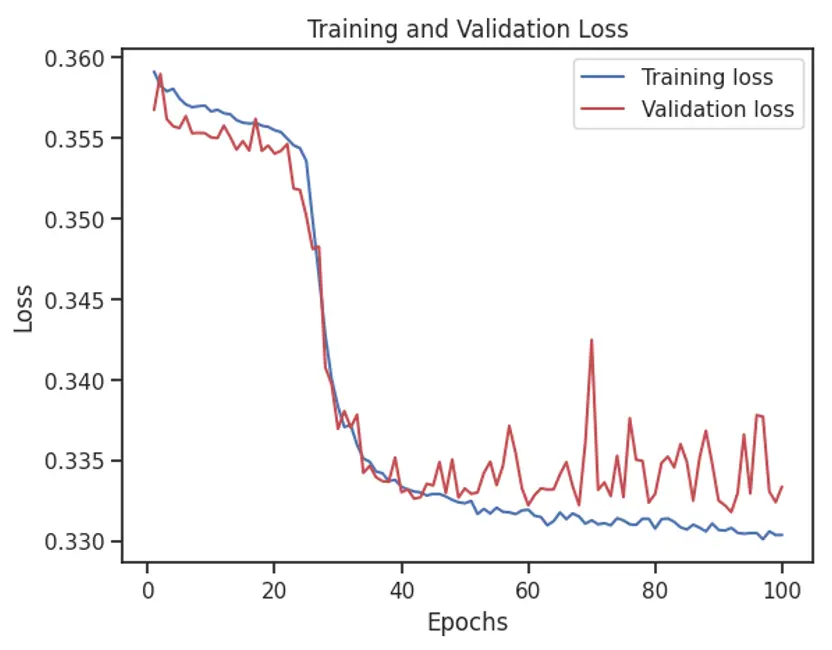 Training and Validation Loss
Training loss
Validation loss
Loss
0.360
0.355
0.350
0.345
0.340
0.335
0.330
0
20
40
60
80
100
Epochs